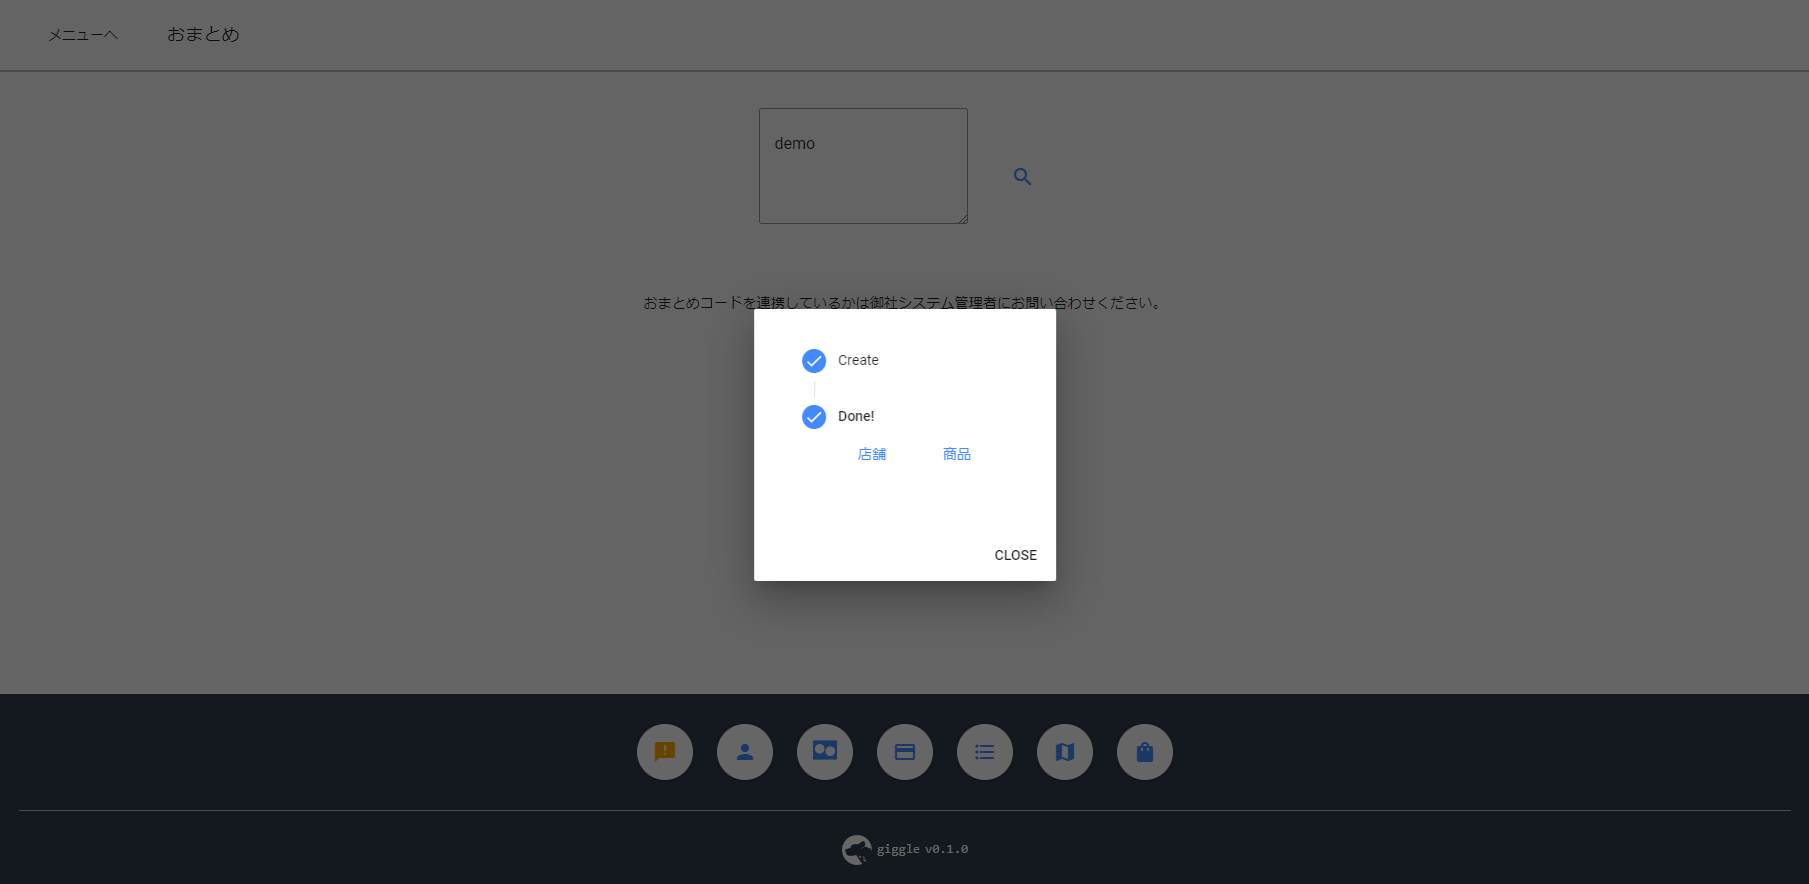 メニューへ おまとめ
demo
おまとめコードを連携しているかは御社システム管理者にお問い合わせください。
Create
Done!
店舗 商品
CLOSE
giggle v0.1.0